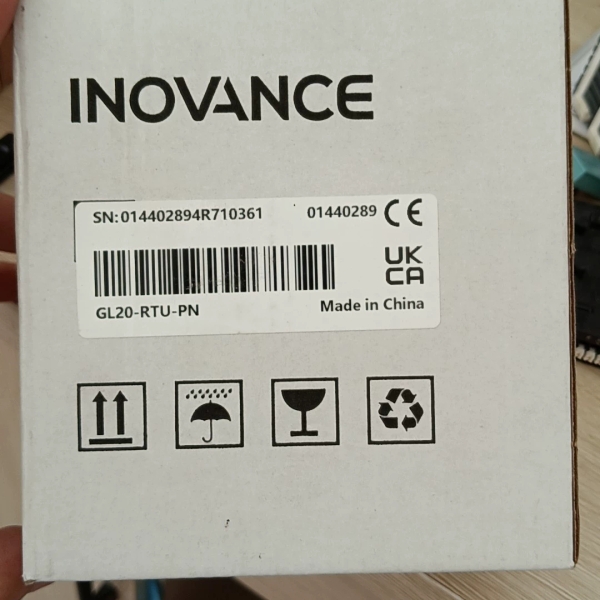 INOVANCE
SN:014402894R710361 01440289 CE
UK
CA
GL20-RTU-PN Made in China